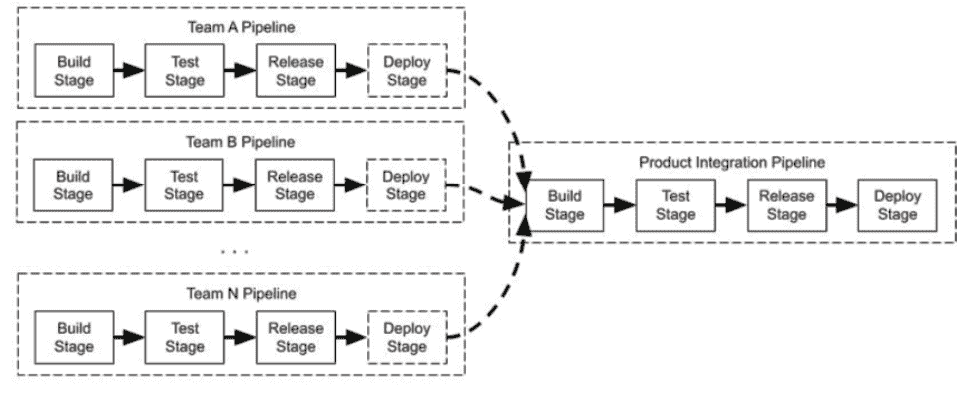 Team A Pipeline
Build
Stage
Test
Stage
Release
Stage
Deploy
Stage
Team B Pipeline
Build
Stage
Test
Stage
Release
Stage
Deploy
Stage
. . .
Team N Pipeline
Build
Stage
Test
Stage
Release
Stage
Deploy
Stage
Product Integration Pipeline
Build
Stage
Test
Stage
Release
Stage
Deploy
Stage